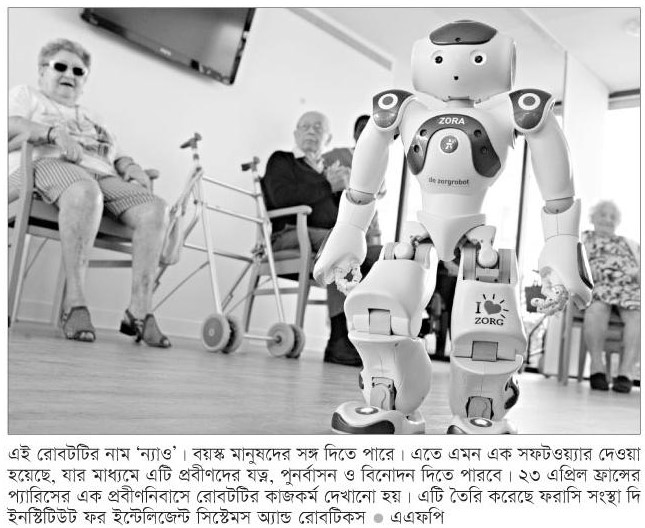 ZORA
de zorgrobot
I
ZORG
এই রোবটটির নাম ‘ন্যাও’। বয়স্ক মানুষদের সঙ্গ দিতে পারে। এতে এমন এক সফটওয়্যার দেওয়া
হয়েছে, যার মাধ্যমে এটি প্রবীণদের যত্ন, পুনর্বাসন ও বিনোদন দিতে পারবে। ২৩ এপ্রিল ফ্রান্সের
প্যারিসের এক প্রবীণনিবাসে রোবটটির কাজকর্ম দেখানো হয়। এটি তৈরি করেছে ফরাসি সংস্থা দি
ইনস্টিটিউট ফর ইন্টেলিজেন্ট সিস্টেমস অ্যান্ড রোবটিকস ● এএফপি